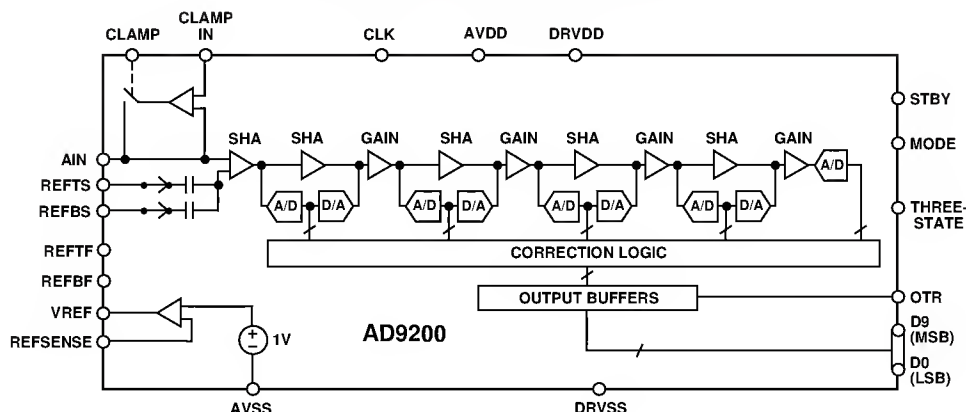 CLAMP
CLAMP
IN
CLK
AVDD
DRVDD
STBY
MODE
THREE-
STATE
OTR
D9
(MSB)
D0
(LSB)
AIN
REFTS
REFBS
REFTF
REFBF
VREF
REFSENSE
SHA
SHA
GAIN
SHA
GAIN
SHA
GAIN
SHA
GAIN
A/D
A/D
D/A
A/D
D/A
A/D
D/A
A/D
D/A
CORRECTION LOGIC
OUTPUT BUFFERS
+
–
1V
AD9200
AVSS
DRVSS